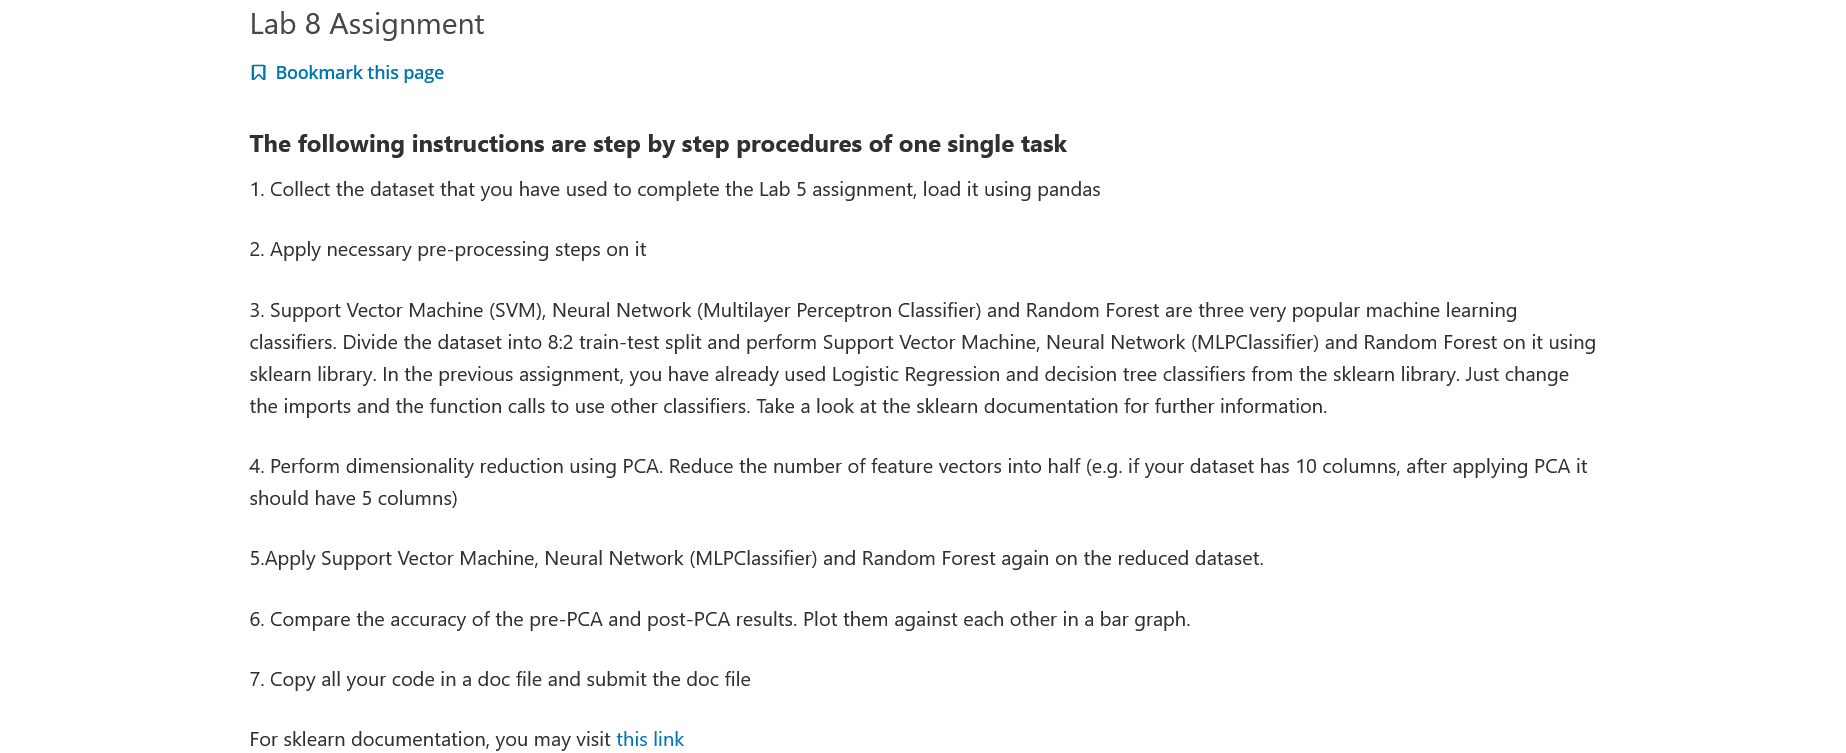 Lab 8 Assignment
Bookmark this page
The following instructions are step by step procedures of one single task
1. Collect the dataset that you have used to complete the Lab 5 assignment, load it using pandas
2. Apply necessary pre-processing steps on it
3. Support Vector Machine (SVM), Neural Network (Multilayer Perceptron Classifier) and Random Forest are three very popular machine learning
classifiers. Divide the dataset into 8:2 train-test split and perform Support Vector Machine, Neural Network (MLPClassifier) and Random Forest on it using
sklearn library. In the previous assignment, you have already used Logistic Regression and decision tree classifiers from the sklearn library. Just change
the imports and the function calls to use other classifiers. Take a look at the sklearn documentation for further information.
4. Perform dimensionality reduction using PCA. Reduce the number of feature vectors into half (e.g. if your dataset has 10 columns, after applying PCA it
should have 5 columns)
5.Apply Support Vector Machine, Neural Network (MLPClassifier) and Random Forest again on the reduced dataset.
6. Compare the accuracy of the pre-PCA and post-PCA results. Plot them against each other in a bar graph.
7. Copy all your code in a doc file and submit the doc file
For sklearn documentation, you may visit this link